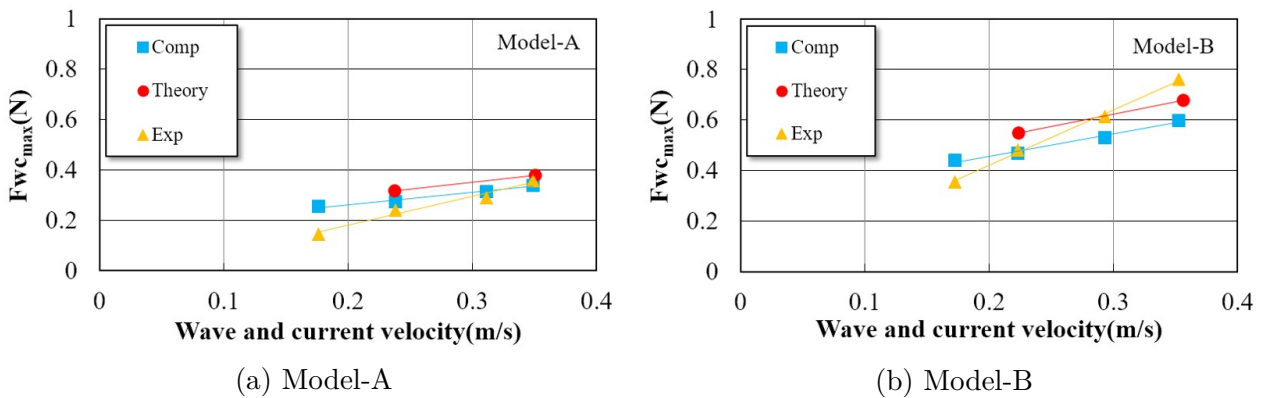 1
0.8
0.6
0.4
0.2
0
Fwcmax(N)
Comp
Theory
Exp
Model-A
0 0.1 0.2 0.3 0.4
Wave and current velocity(m/s)
(a) Model-A
1
0.8
0.6
0.4
0.2
0
Fwcmax(N)
Comp
Theory
Exp
Model-B
0 0.1 0.2 0.3 0.4
Wave and current velocity(m/s)
(b) Model-B